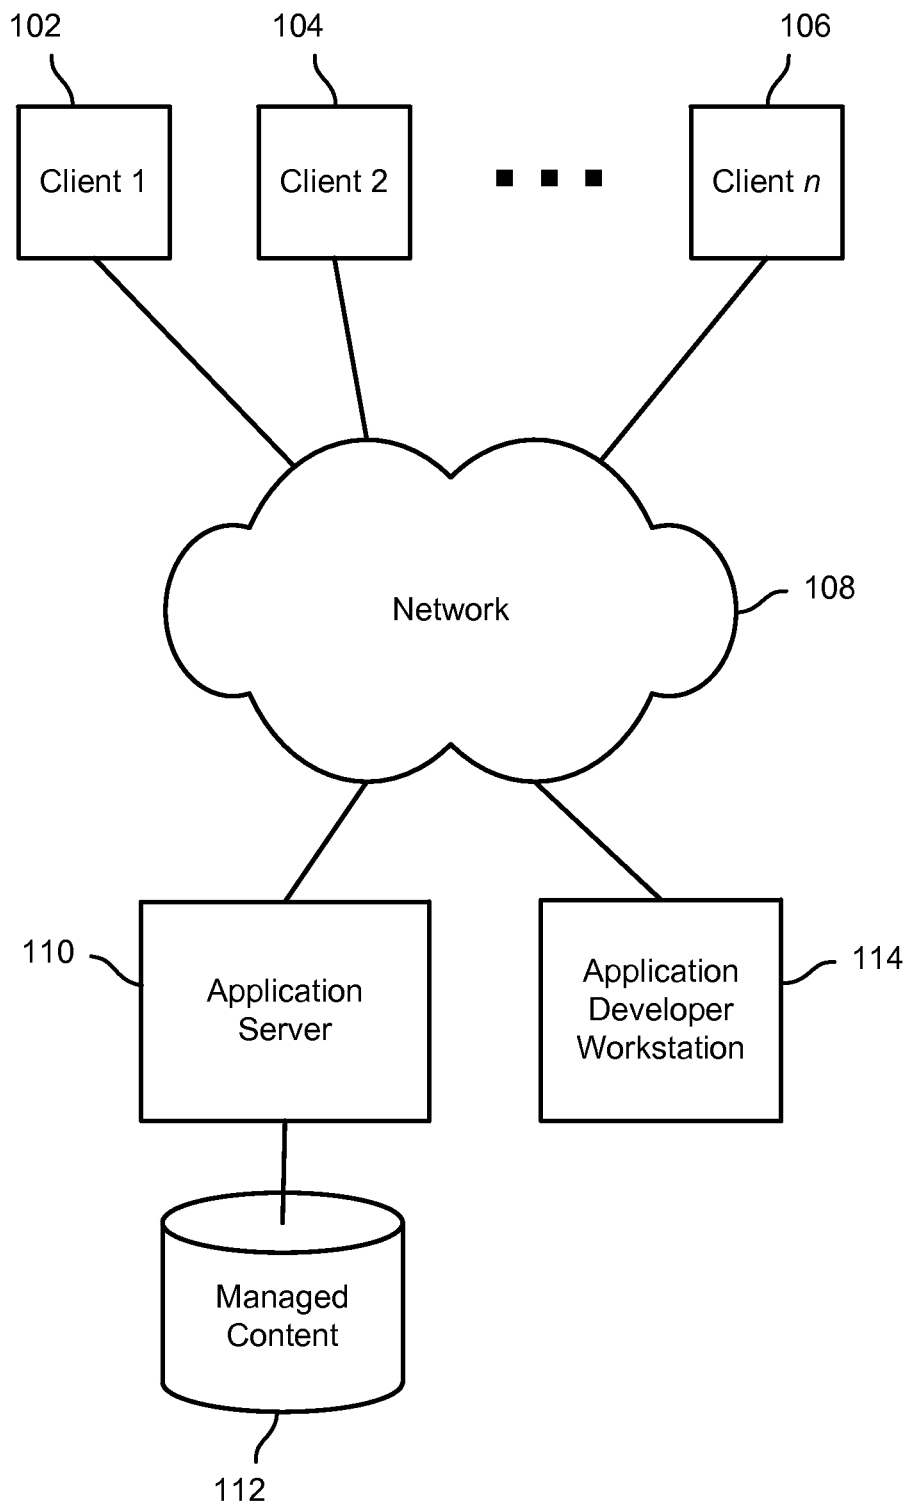 102
104
106
Client 1
Client 2
Client n
108
Network
110
Application
Server
114
Application
Developer
Workstation
Managed
Content
112